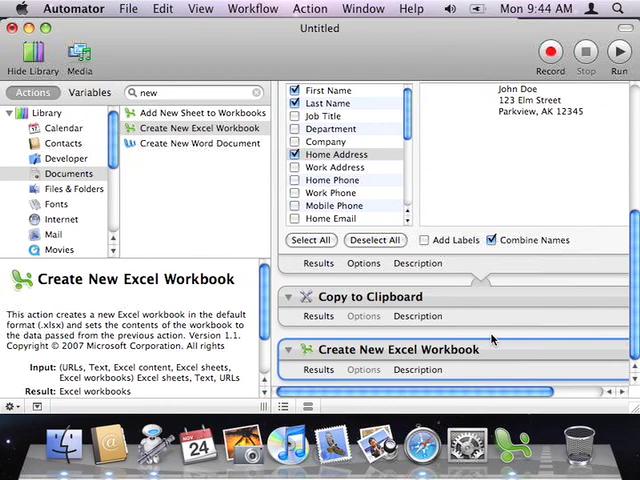 Automator File Edit View Workflow Action Window Help Mon 9:44 AM
Untitled
Hide Library Media Record Stop Run
Actions Variables new
Library
Calendar
Contacts
Developer
Documents
Files & Folders
Fonts
Internet
Mail
Movies
Add New Sheet to Workbooks
Create New Excel Workbook
Create New Word Document
First Name
Last Name
Job Title
Department
Company
Home Address
Work Address
Home Phone
Work Phone
Mobile Phone
Home Email
John Doe
123 Elm Street
Parkview, AK 12345
Select All Deselect All Add Labels Combine Names
Results Options Description
Copy to Clipboard
Results Options Description
Create New Excel Workbook
Results Options Description
Create New Excel Workbook
This action creates a new Excel workbook in the default
format (.xlsx) and sets the contents of the workbook to
the data passed from the previous action. Version 1.1.
Copyright © 2007 Microsoft Corporation. All rights
Input: (URLs, Text, Excel content, Excel sheets,
Excel workbooks) Excel sheets, Text, URLs
Result: Excel workbooks
NOV
24